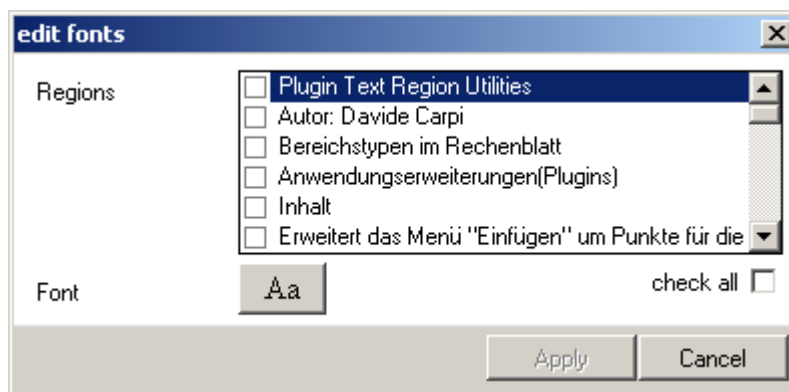 edit fonts
Regions
Plugin Text Region Utilities
Autor: Davide Carpi
Bereichstypen im Rechenblatt
Anwendungserweiterungen(Plugins)
Inhalt
Erweitert das Menü "Einfügen" um Punkte für die
Font
Aa
check all
Apply
Cancel